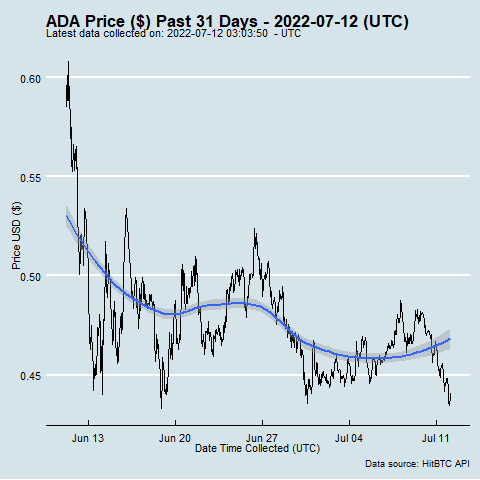 ADA Price ($) Past 31 Days - 2022-07-12 (UTC)
Latest data collected on: 2022-07-12 03:03:50 - UTC
0.60
0.55
0.50
0.45
Price USD ($)
Jun 13
Jun 20
Jun 27
Jul 04
Jul 11
Date Time Collected (UTC)
Data source: HitBTC API